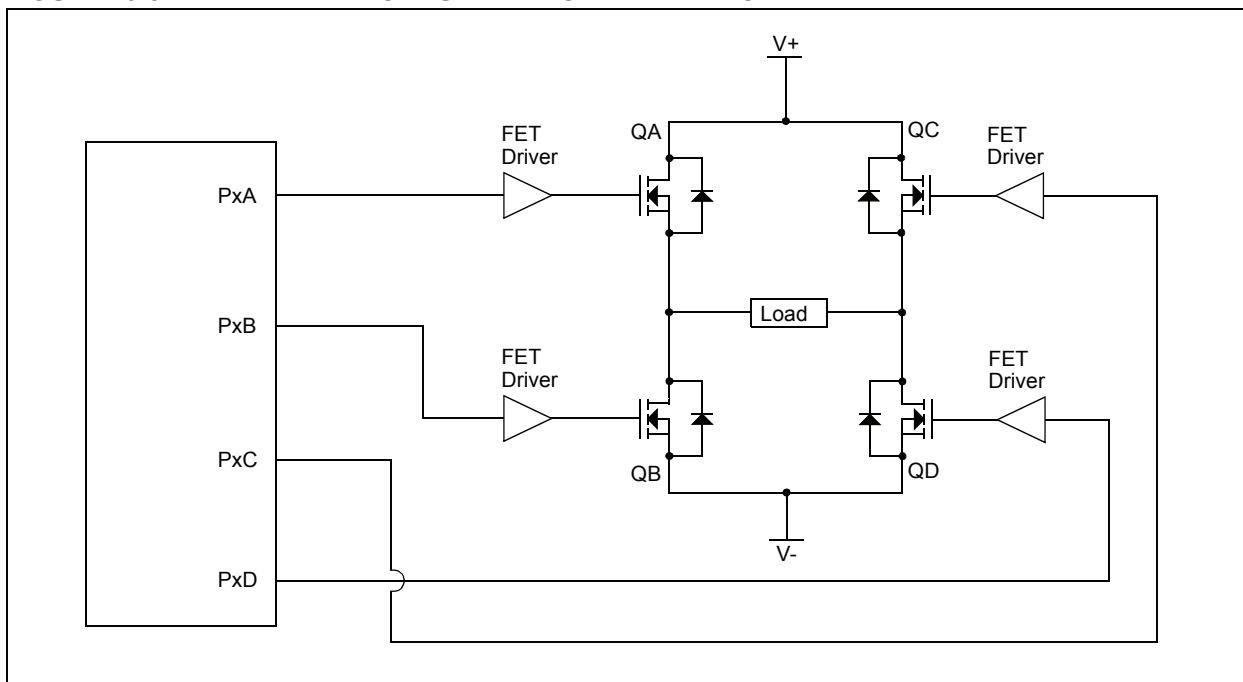 V+
QA
QC
FET
Driver
FET
Driver
PxA
Load
PxB
FET
Driver
FET
Driver
PxC
QB
QD
V-
PxD